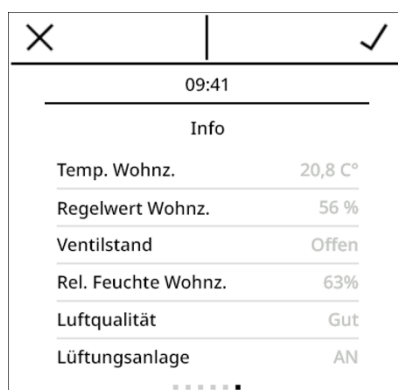 09:41
Info
Temp. Wohnz. 20,8 C°
Regelwert Wohnz. 56 %
Ventilstand Offen
Rel. Feuchte Wohnz. 63%
Luftqualität Gut
Lüftungsanlage AN